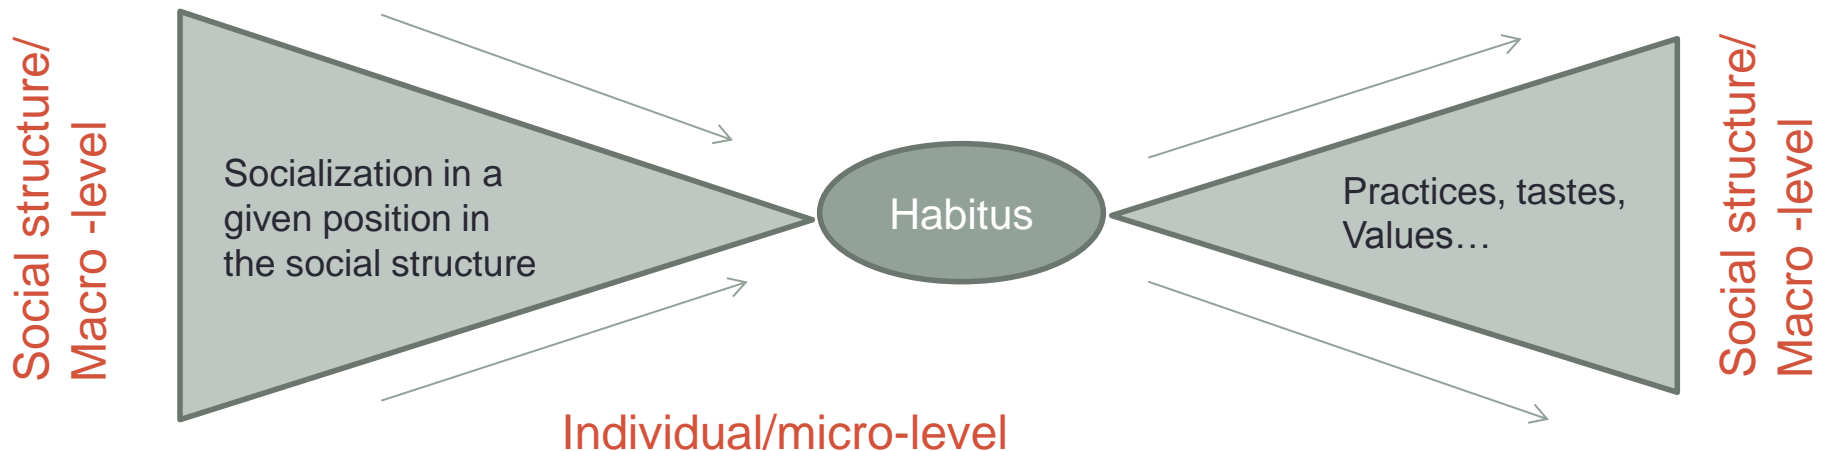 Social structure/
Macro -level
Socialization in a
given position in
the social structure
Habitus
Practices, tastes,
Values…
Social structure/
Macro -level
Individual/micro-level